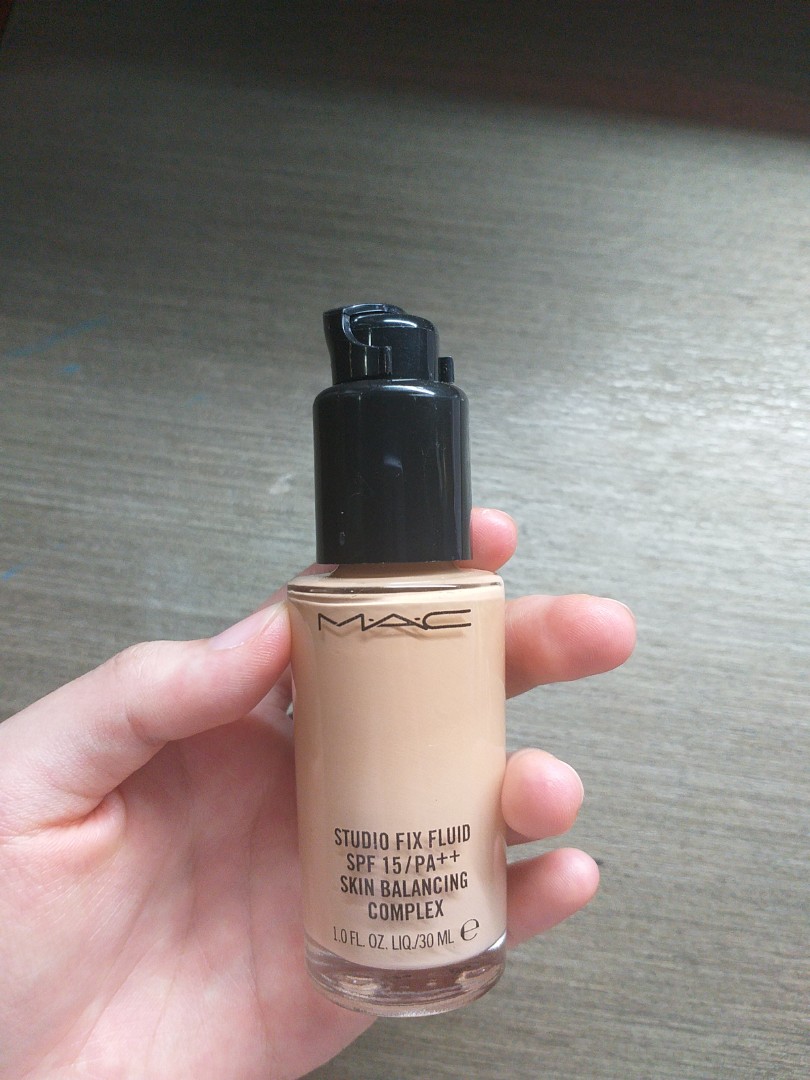 M·A·C
STUDIO FIX FLUID
SPF 15/PA++
SKIN BALANCING
COMPLEX
1.0 FL. OZ. LIQ./30 ML ℮